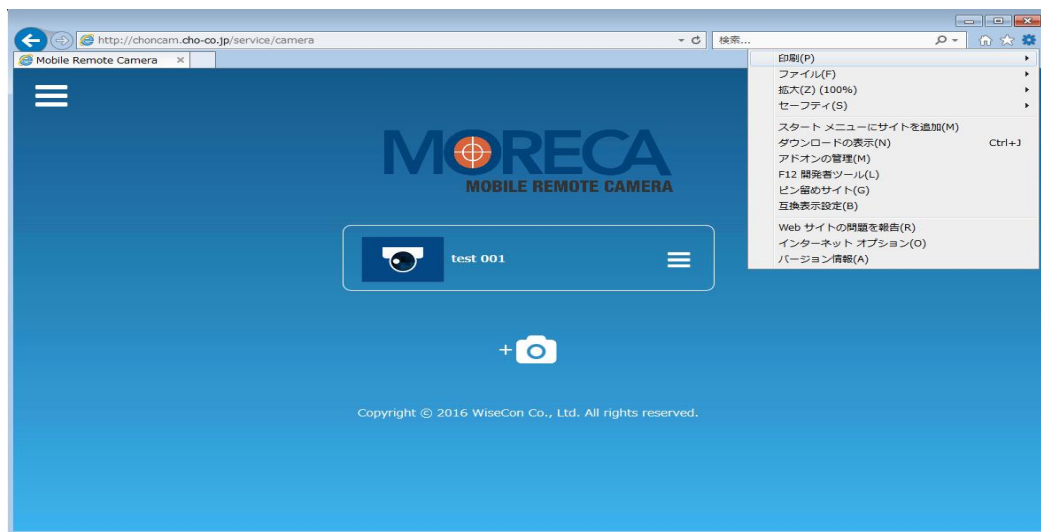 http://choncam.cho-co.jp/service/camera
検索...
Mobile Remote Camera
印刷(P)
ファイル(F)
拡大(Z) (100%)
セーフティ(S)
スタート メニューにサイトを追加(M)
ダウンロードの表示(N) Ctrl+J
アドオンの管理(M)
F12 開発者ツール(L)
ピン留めサイト(G)
互換表示設定(B)
Web サイトの問題を報告(R)
インターネット オプション(O)
バージョン情報(A)
MORECA
MOBILE REMOTE CAMERA
test 001
+
Copyright © 2016 WiseCon Co., Ltd. All rights reserved.